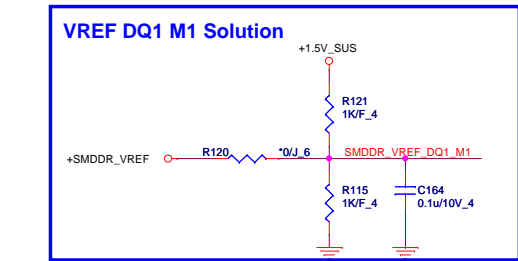 VREF DQ1 M1 Solution
+1.5V_SUS
R121
1K/F_4
+SMDDR_VREF
R120
*0/J_6
SMDDR_VREF_DQ1_M1
R115
1K/F_4
C164
0.1u/10V_4